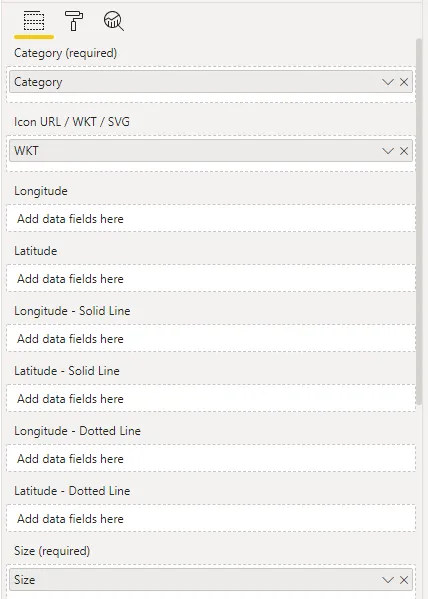 Category (required)
Category
Icon URL / WKT / SVG
WKT
Longitude
Add data fields here
Latitude
Add data fields here
Longitude - Solid Line
Add data fields here
Latitude - Solid Line
Add data fields here
Longitude - Dotted Line
Add data fields here
Latitude - Dotted Line
Add data fields here
Size (required)
Size